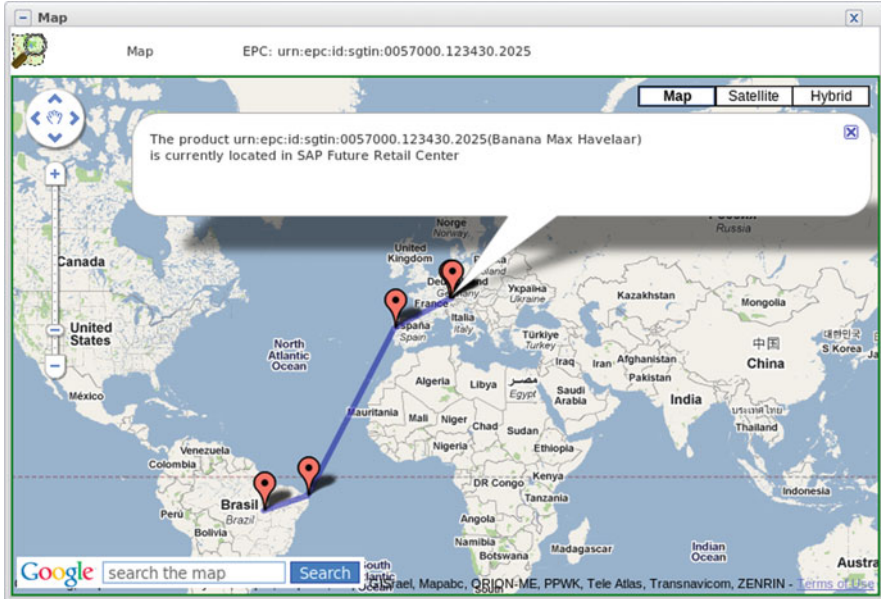 Map
Map EPC: urn:epc:id:sgtin:0057000.123430.2025
Map Satellite Hybrid
The product urn:epc:id:sgtin:0057000.123430.2025(Banana Max Havelaar)
is currently located in SAP Future Retail Center
Russia
Norge
Norway
United
Kingdom
Canada
Україна
Ukraine
Kazakhstan
Mongolia
France
Italia
Italy
España
Spain
United
States
North
Atlantic
Ocean
Türkiye
Turkey
中国
China
S Korea
Iraq
Iran
Afghanistan
Pakistan
México
Algeria
Libya
مصر
Egypt
Saudi
Arabia
India
Mauritania
Mali
Niger
Chad
Sudan
Thailand
Nigeria
Ethiopia
Venezuela
Colombia
DR Congo
Kenya
Tanzania
Indonesia
Brasil
Brazil
Perú
Bolivia
Angola
Namibia
Botswana
Madagascar
Indian
Ocean
Google search the map Search
Mapabc, ORION-ME, PPWK, Tele Atlas, Transnavicom, ZENRIN - Terms of Use